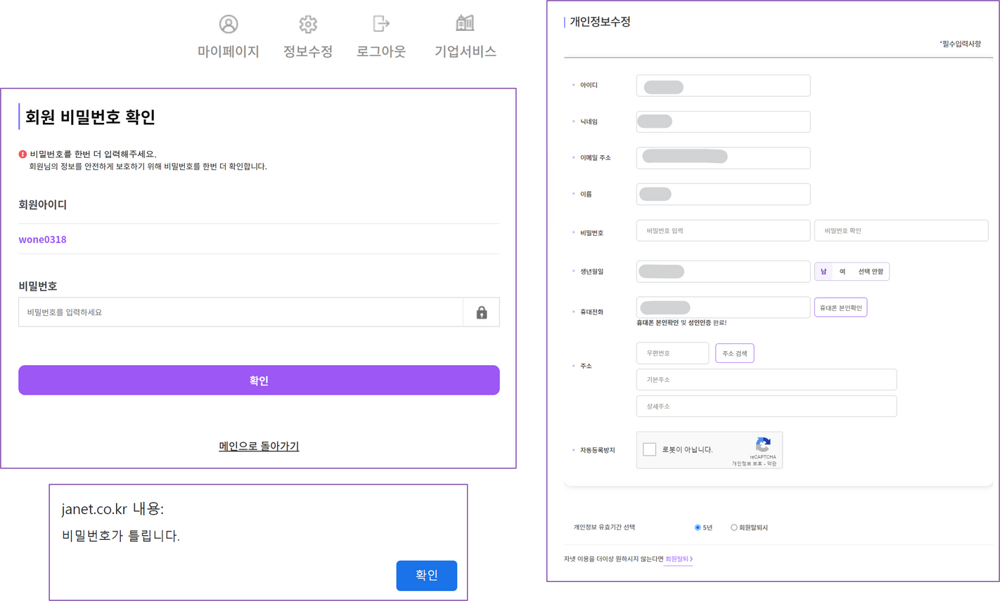 마이페이지
정보수정
로그아웃
기업서비스
회원 비밀번호 확인
비밀번호를 한번 더 입력해주세요.
회원님의 정보를 안전하게 보호하기 위해 비밀번호를 한번 더 확인합니다.
회원아이디
wone0318
비밀번호
비밀번호를 입력하세요
확인
메인으로 돌아가기
janet.co.kr 내용:
비밀번호가 틀립니다.
확인
개인정보수정
*필수입력사항
* 아이디
* 닉네임
* 이메일 주소
* 이름
* 비밀번호
비밀번호 입력
비밀번호 확인
* 생년월일
남 여 선택 안함
* 휴대전화
휴대폰 본인확인
휴대폰 본인확인 및 성인인증 완료!
* 주소
우편번호
주소 검색
기본주소
상세주소
* 자동등록방지
로봇이 아닙니다.
reCAPTCHA
개인정보 보호 - 약관
개인정보 유효기간 선택
5년
회원탈퇴시
자넷 이용을 더이상 원하시지 않는다면 회원탈퇴 >